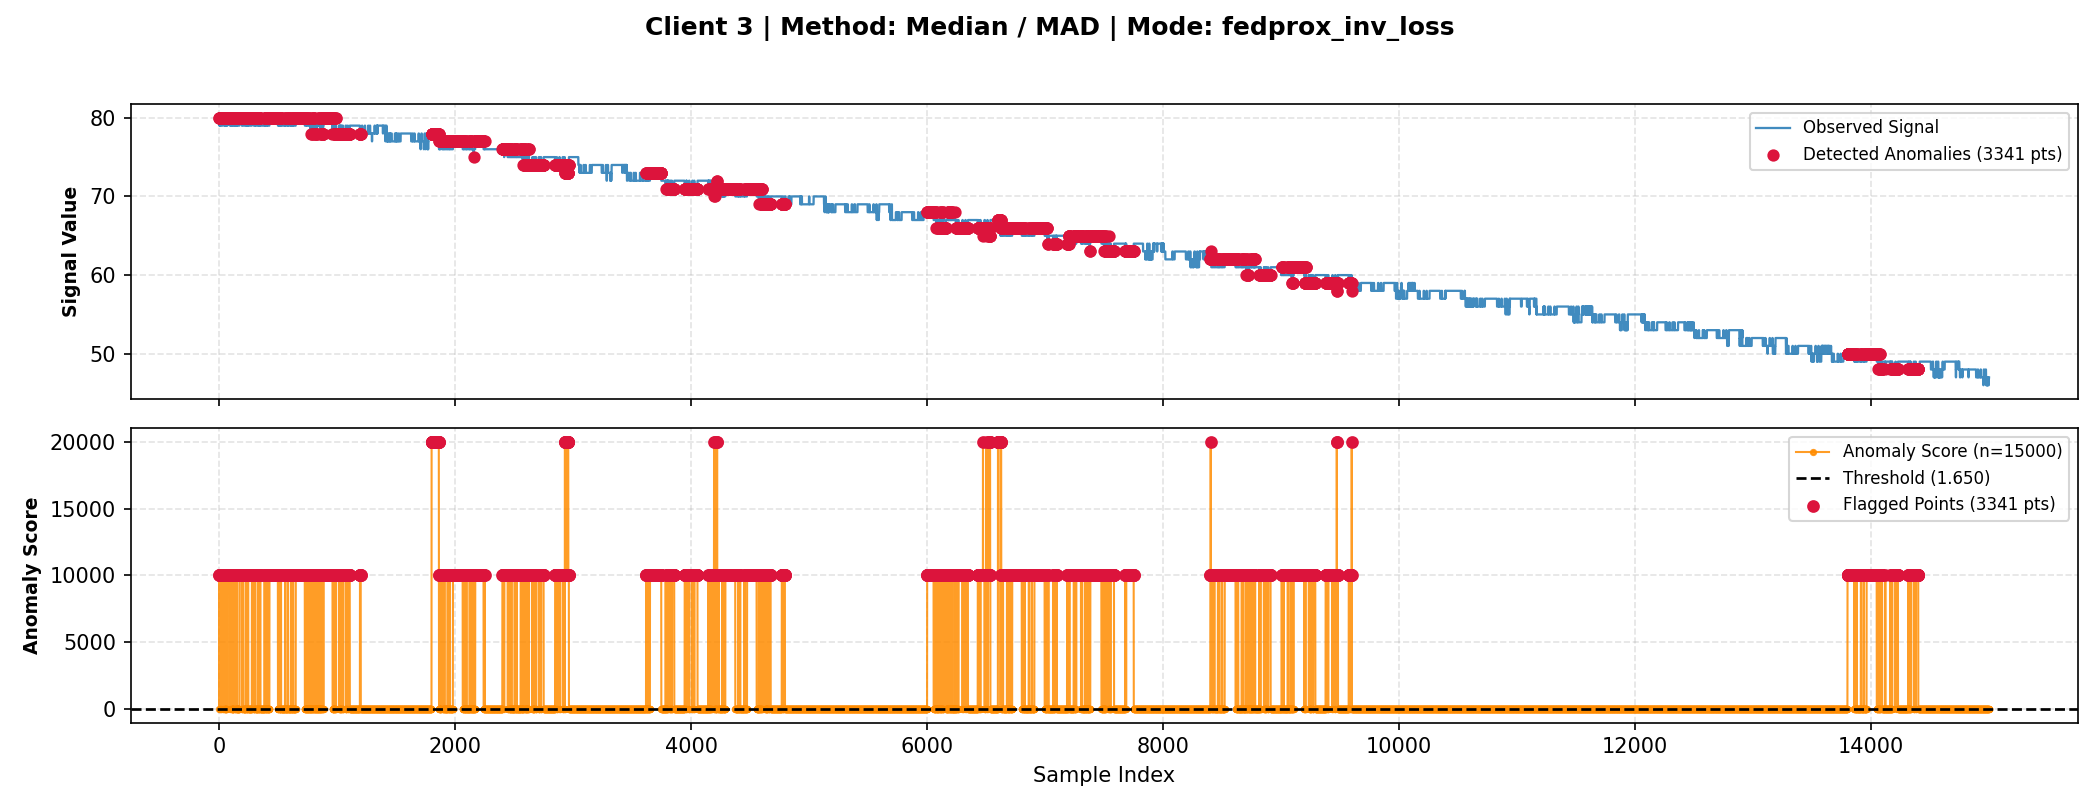 Client 3 | Method: Median / MAD | Mode: fedprox_inv_loss
Signal Value
80
70
60
50
Observed Signal
Detected Anomalies (3341 pts)
Anomaly Score
20000
15000
10000
5000
0
Anomaly Score (n=15000)
Threshold (1.650)
Flagged Points (3341 pts)
0 2000 4000 6000 8000 10000 12000 14000
Sample Index